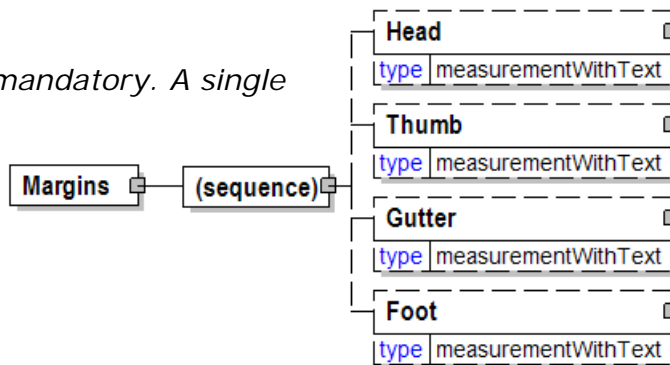 Head
type measurementWithText
mandatory. A single
Thumb
type measurementWithText
Margins (sequence)
Gutter
type measurementWithText
Foot
type measurementWithText